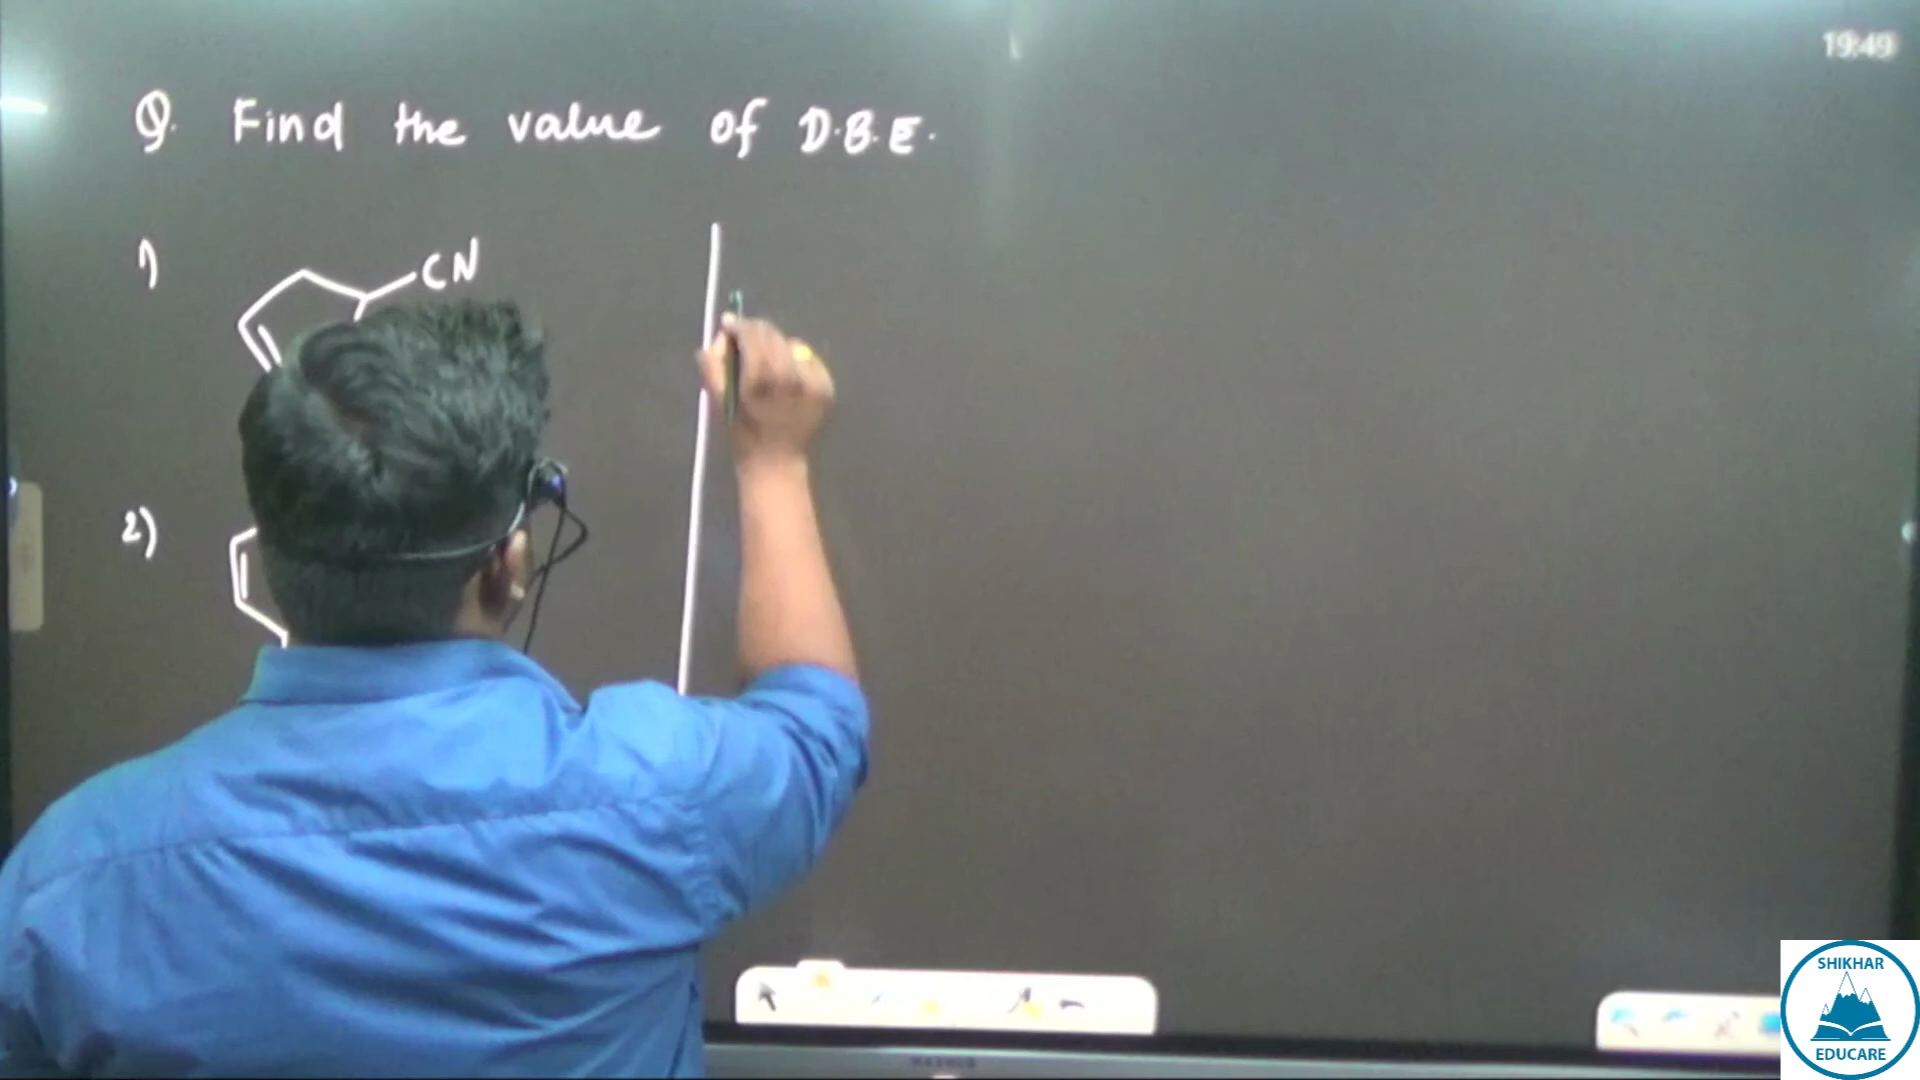 19:49
Q. Find the value of D.B.E.
1)
CN
2)
SHIKHAR
EDUCARE